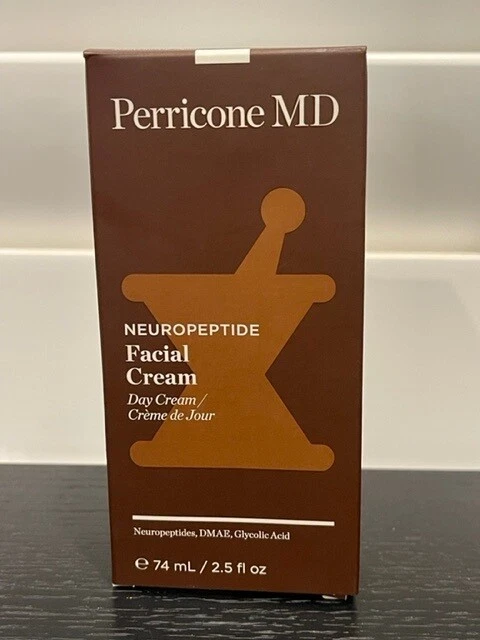 Perricone MD
NEUROPEPTIDE
Facial
Cream
Day Cream /
Crème de Jour
Neuropeptides, DMAE, Glycolic Acid
℮ 74 mL / 2.5 fl oz